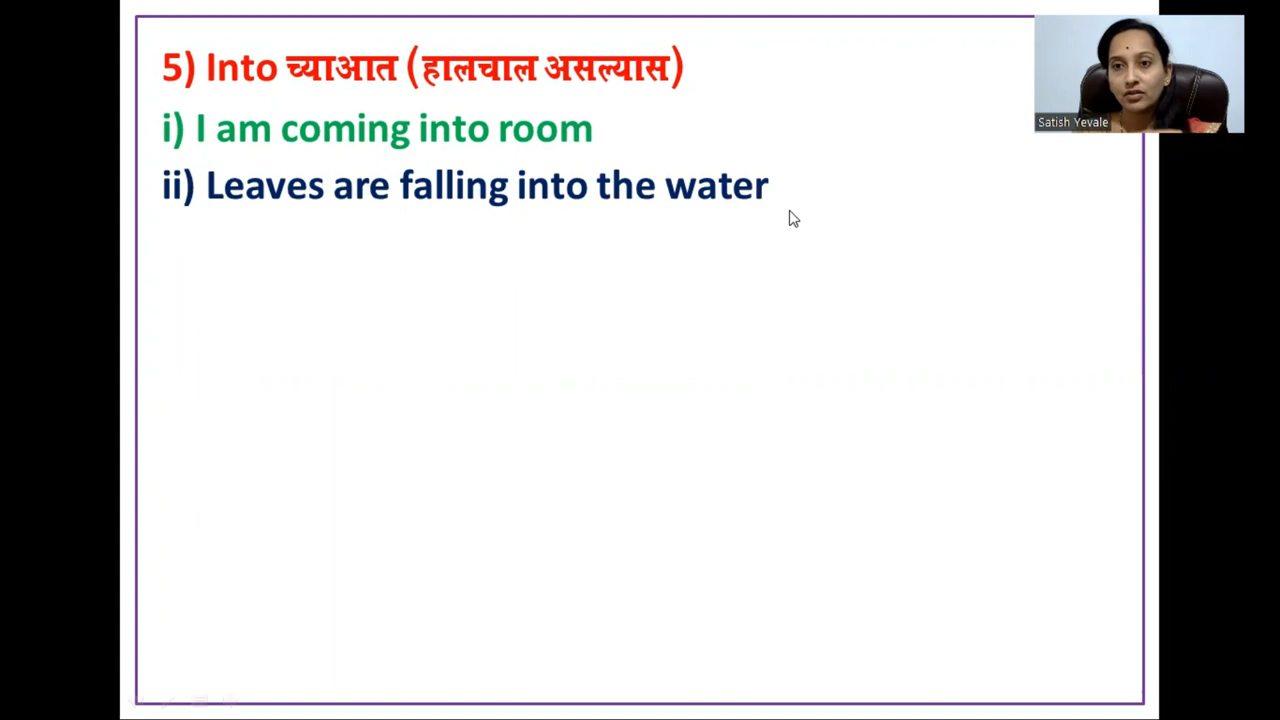 5) Into च्याआत (हालचाल असल्यास)
i) I am coming into room
ii) Leaves are falling into the water
Satish Yevale